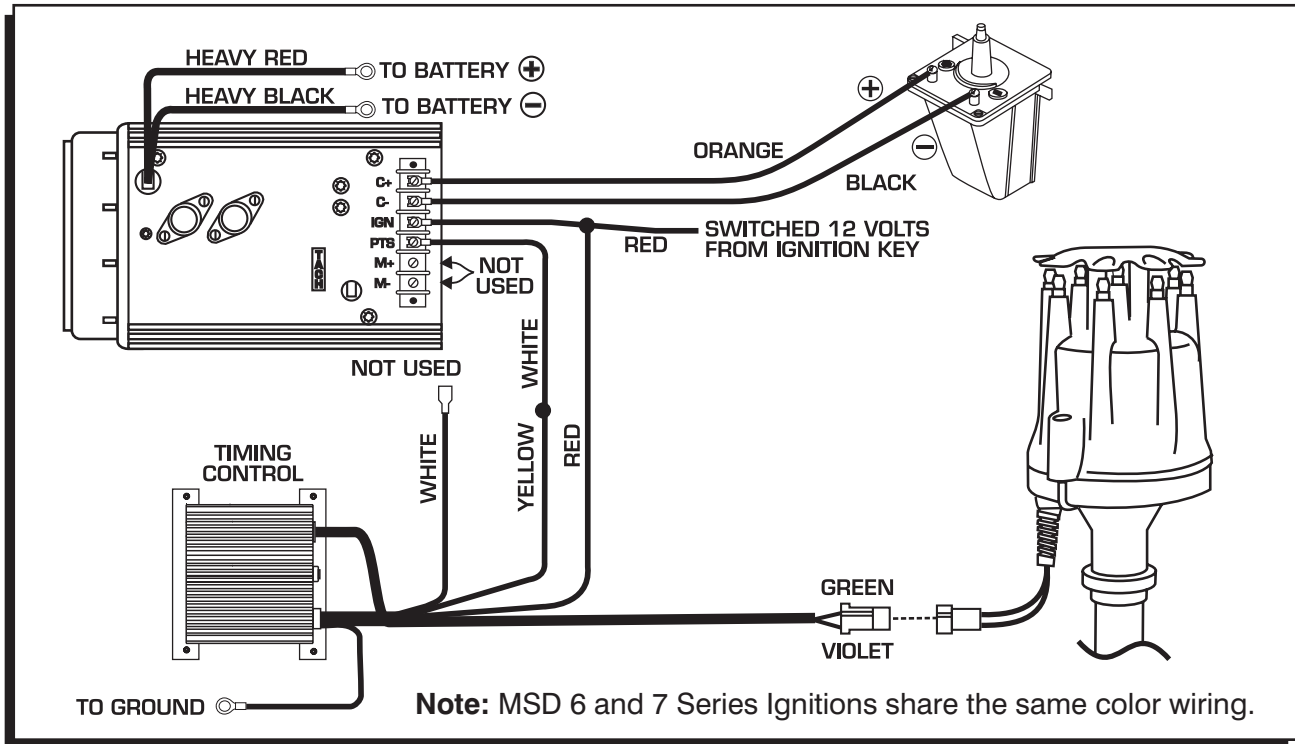 HEAVY RED
TO BATTERY ⊕
HEAVY BLACK
TO BATTERY ⊖
⊕
ORANGE
⊖
BLACK
C+
C-
IGN
PTS
M+
M-
TACH
NOT
USED
RED
SWITCHED 12 VOLTS
FROM IGNITION KEY
NOT USED
WHITE
WHITE
YELLOW
RED
TIMING
CONTROL
GREEN
VIOLET
TO GROUND
Note: MSD 6 and 7 Series Ignitions share the same color wiring.